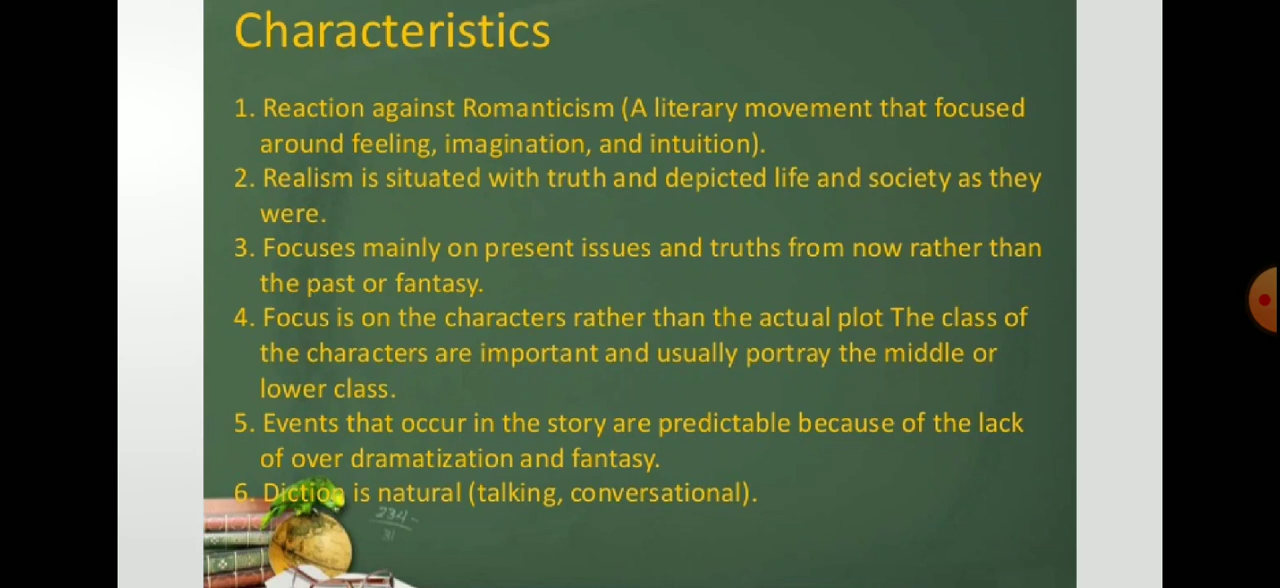 Characteristics
1. Reaction against Romanticism (A literary movement that focused
around feeling, imagination, and intuition).
2. Realism is situated with truth and depicted life and society as they
were.
3. Focuses mainly on present issues and truths from now rather than
the past or fantasy.
4. Focus is on the characters rather than the actual plot The class of
the characters are important and usually portray the middle or
lower class.
5. Events that occur in the story are predictable because of the lack
of over dramatization and fantasy.
6. Diction is natural (talking, conversational).
234
31